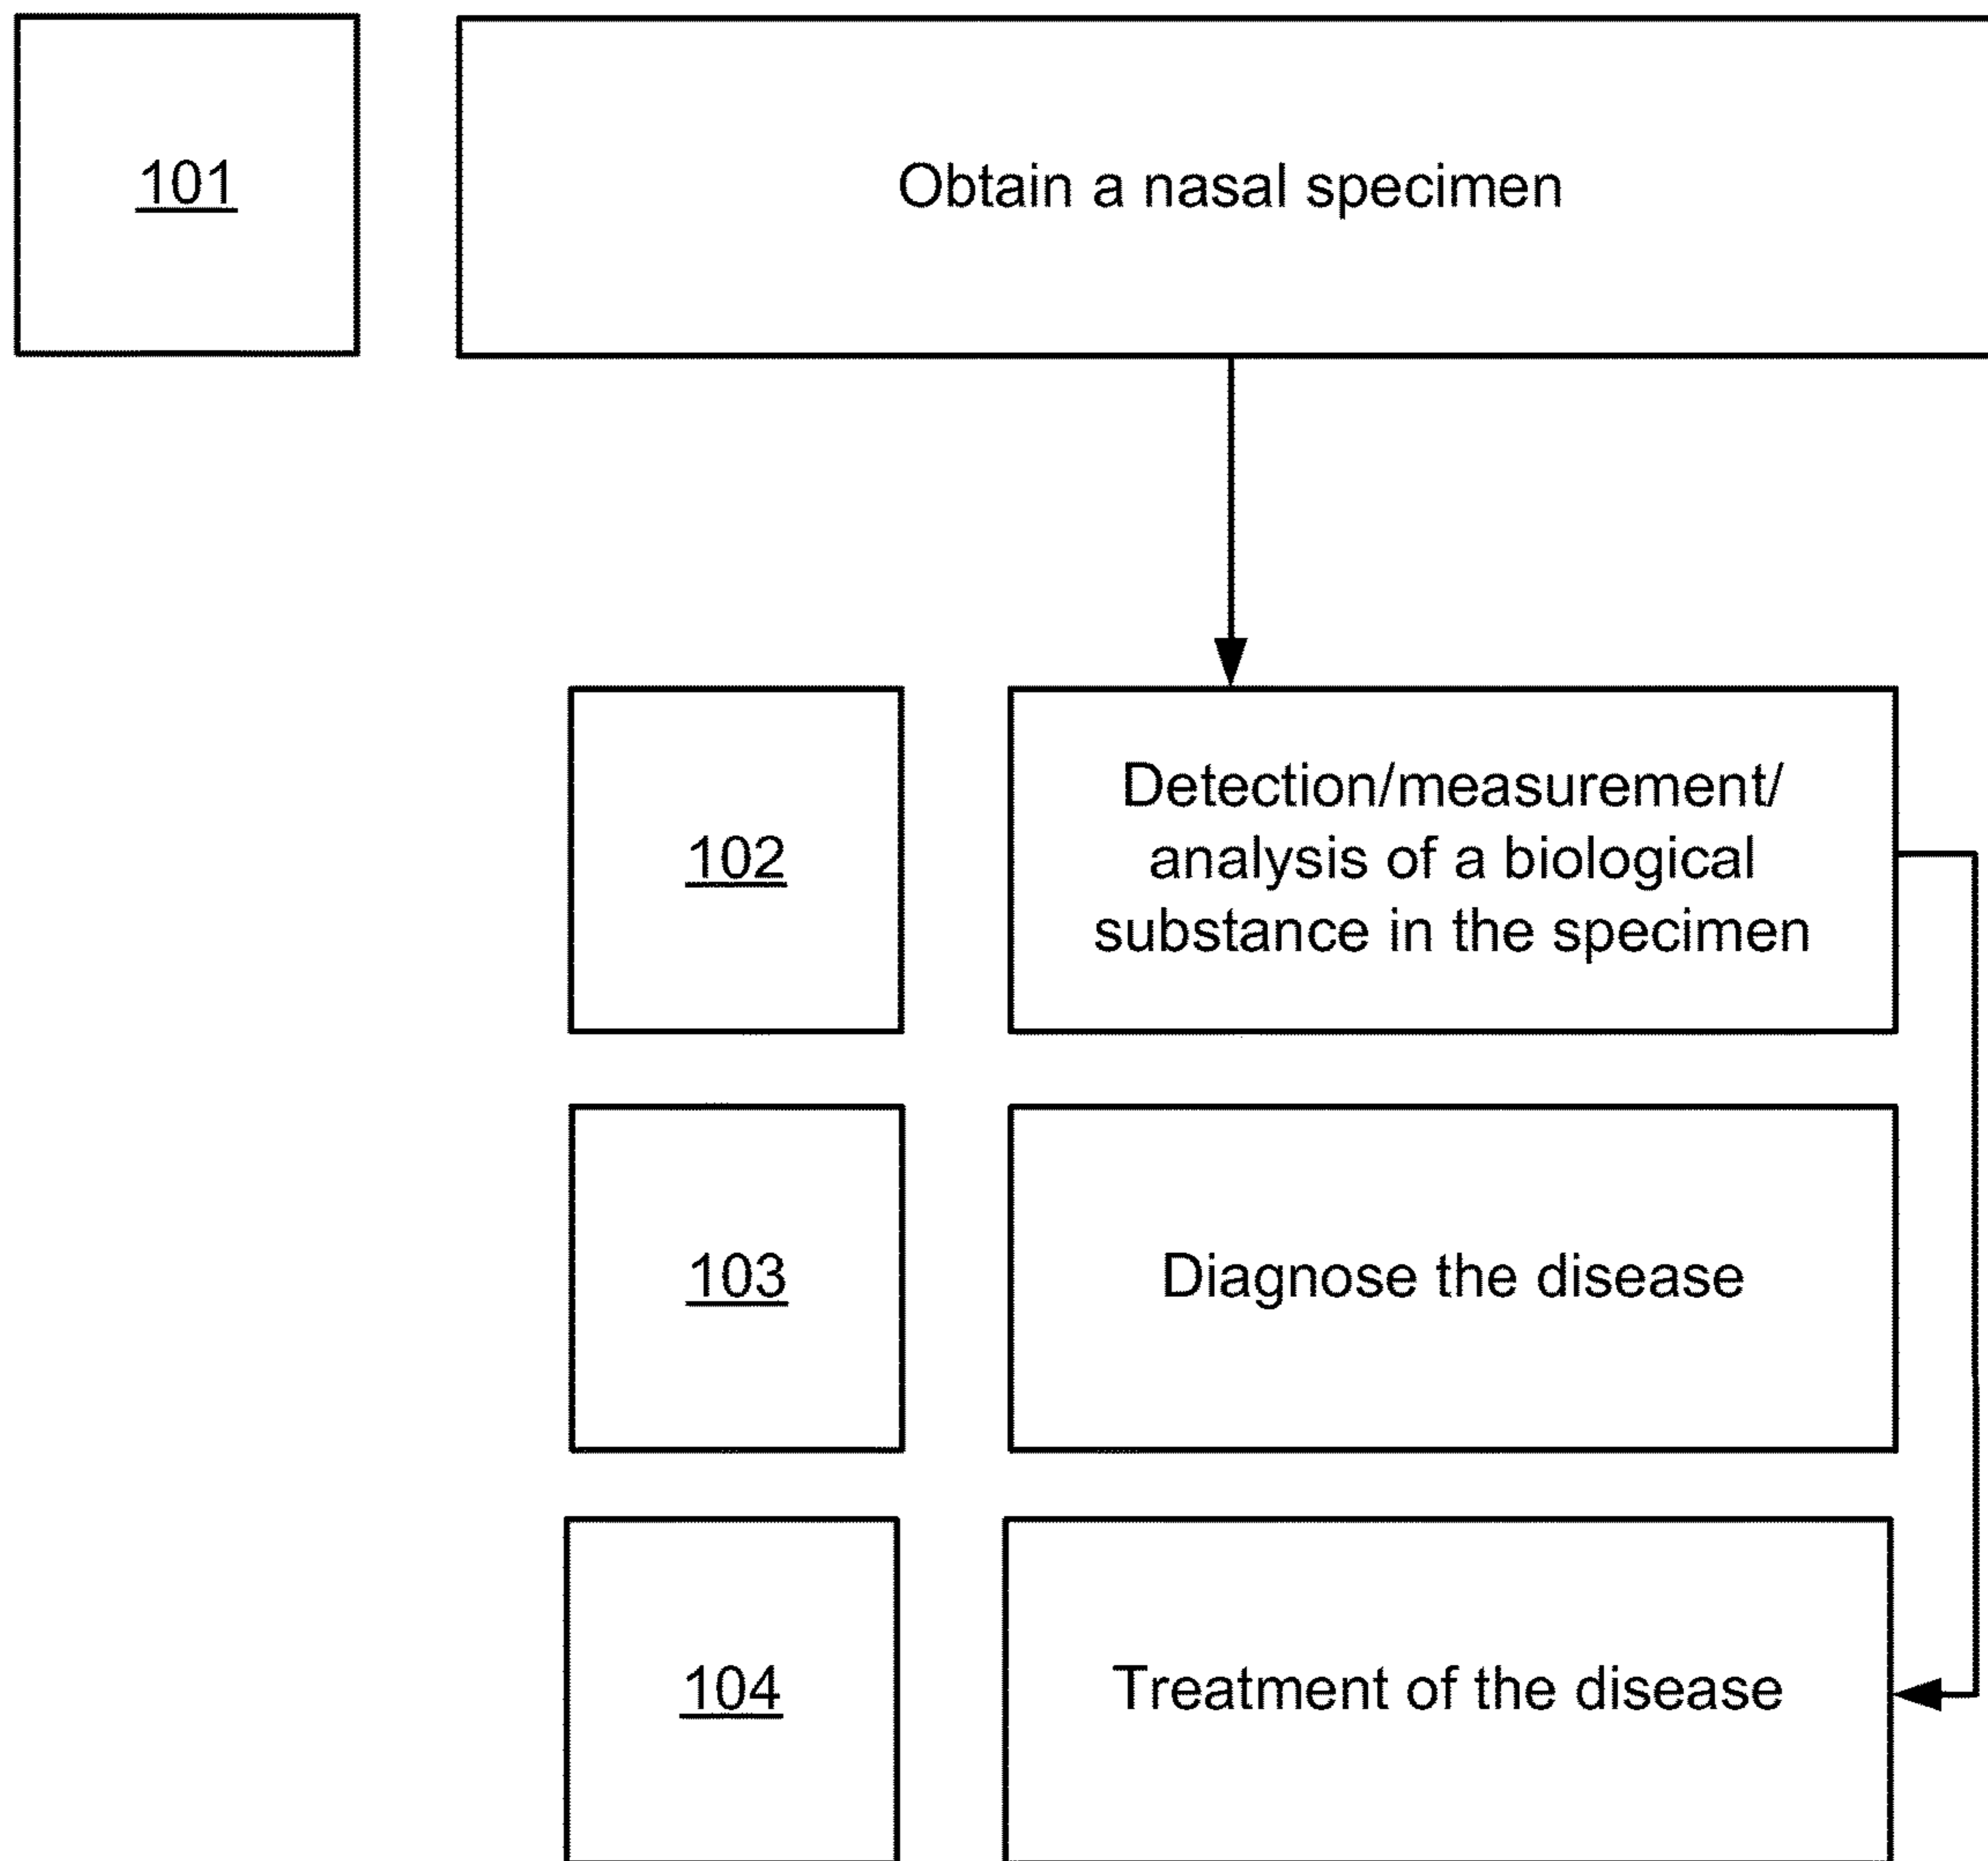 101
Obtain a nasal specimen
102
Detection/measurement/
analysis of a biological
substance in the specimen
103
Diagnose the disease
104
Treatment of the disease